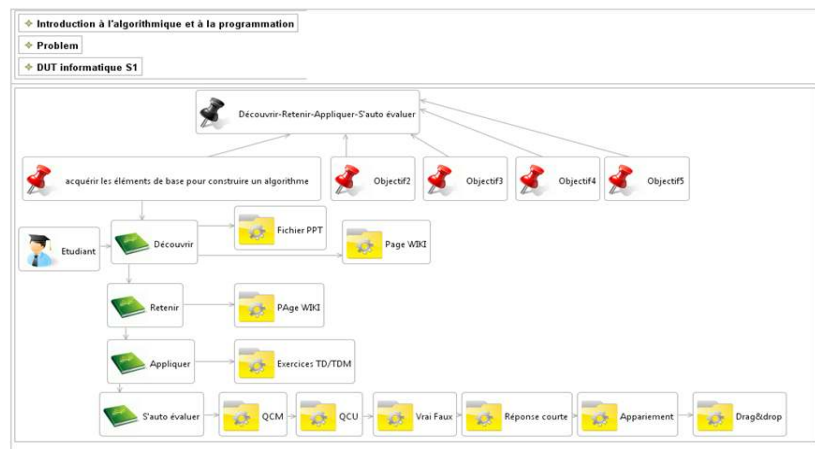 Introduction à l'algorithmique et à la programmation
Problem
DUT informatique S1
Découvrir-Retenir-Appliquer-S'auto évaluer
acquérir les éléments de base pour construire un algorithme
Objectif2
Objectif3
Objectif4
Objectif5
Etudiant
Découvrir
Fichier PPT
Page WIKI
Retenir
PAge WIKI
Appliquer
Exercices TD/TDM
S'auto évaluer
QCM
QCU
Vrai Faux
Réponse courte
Appariement
Drag&drop